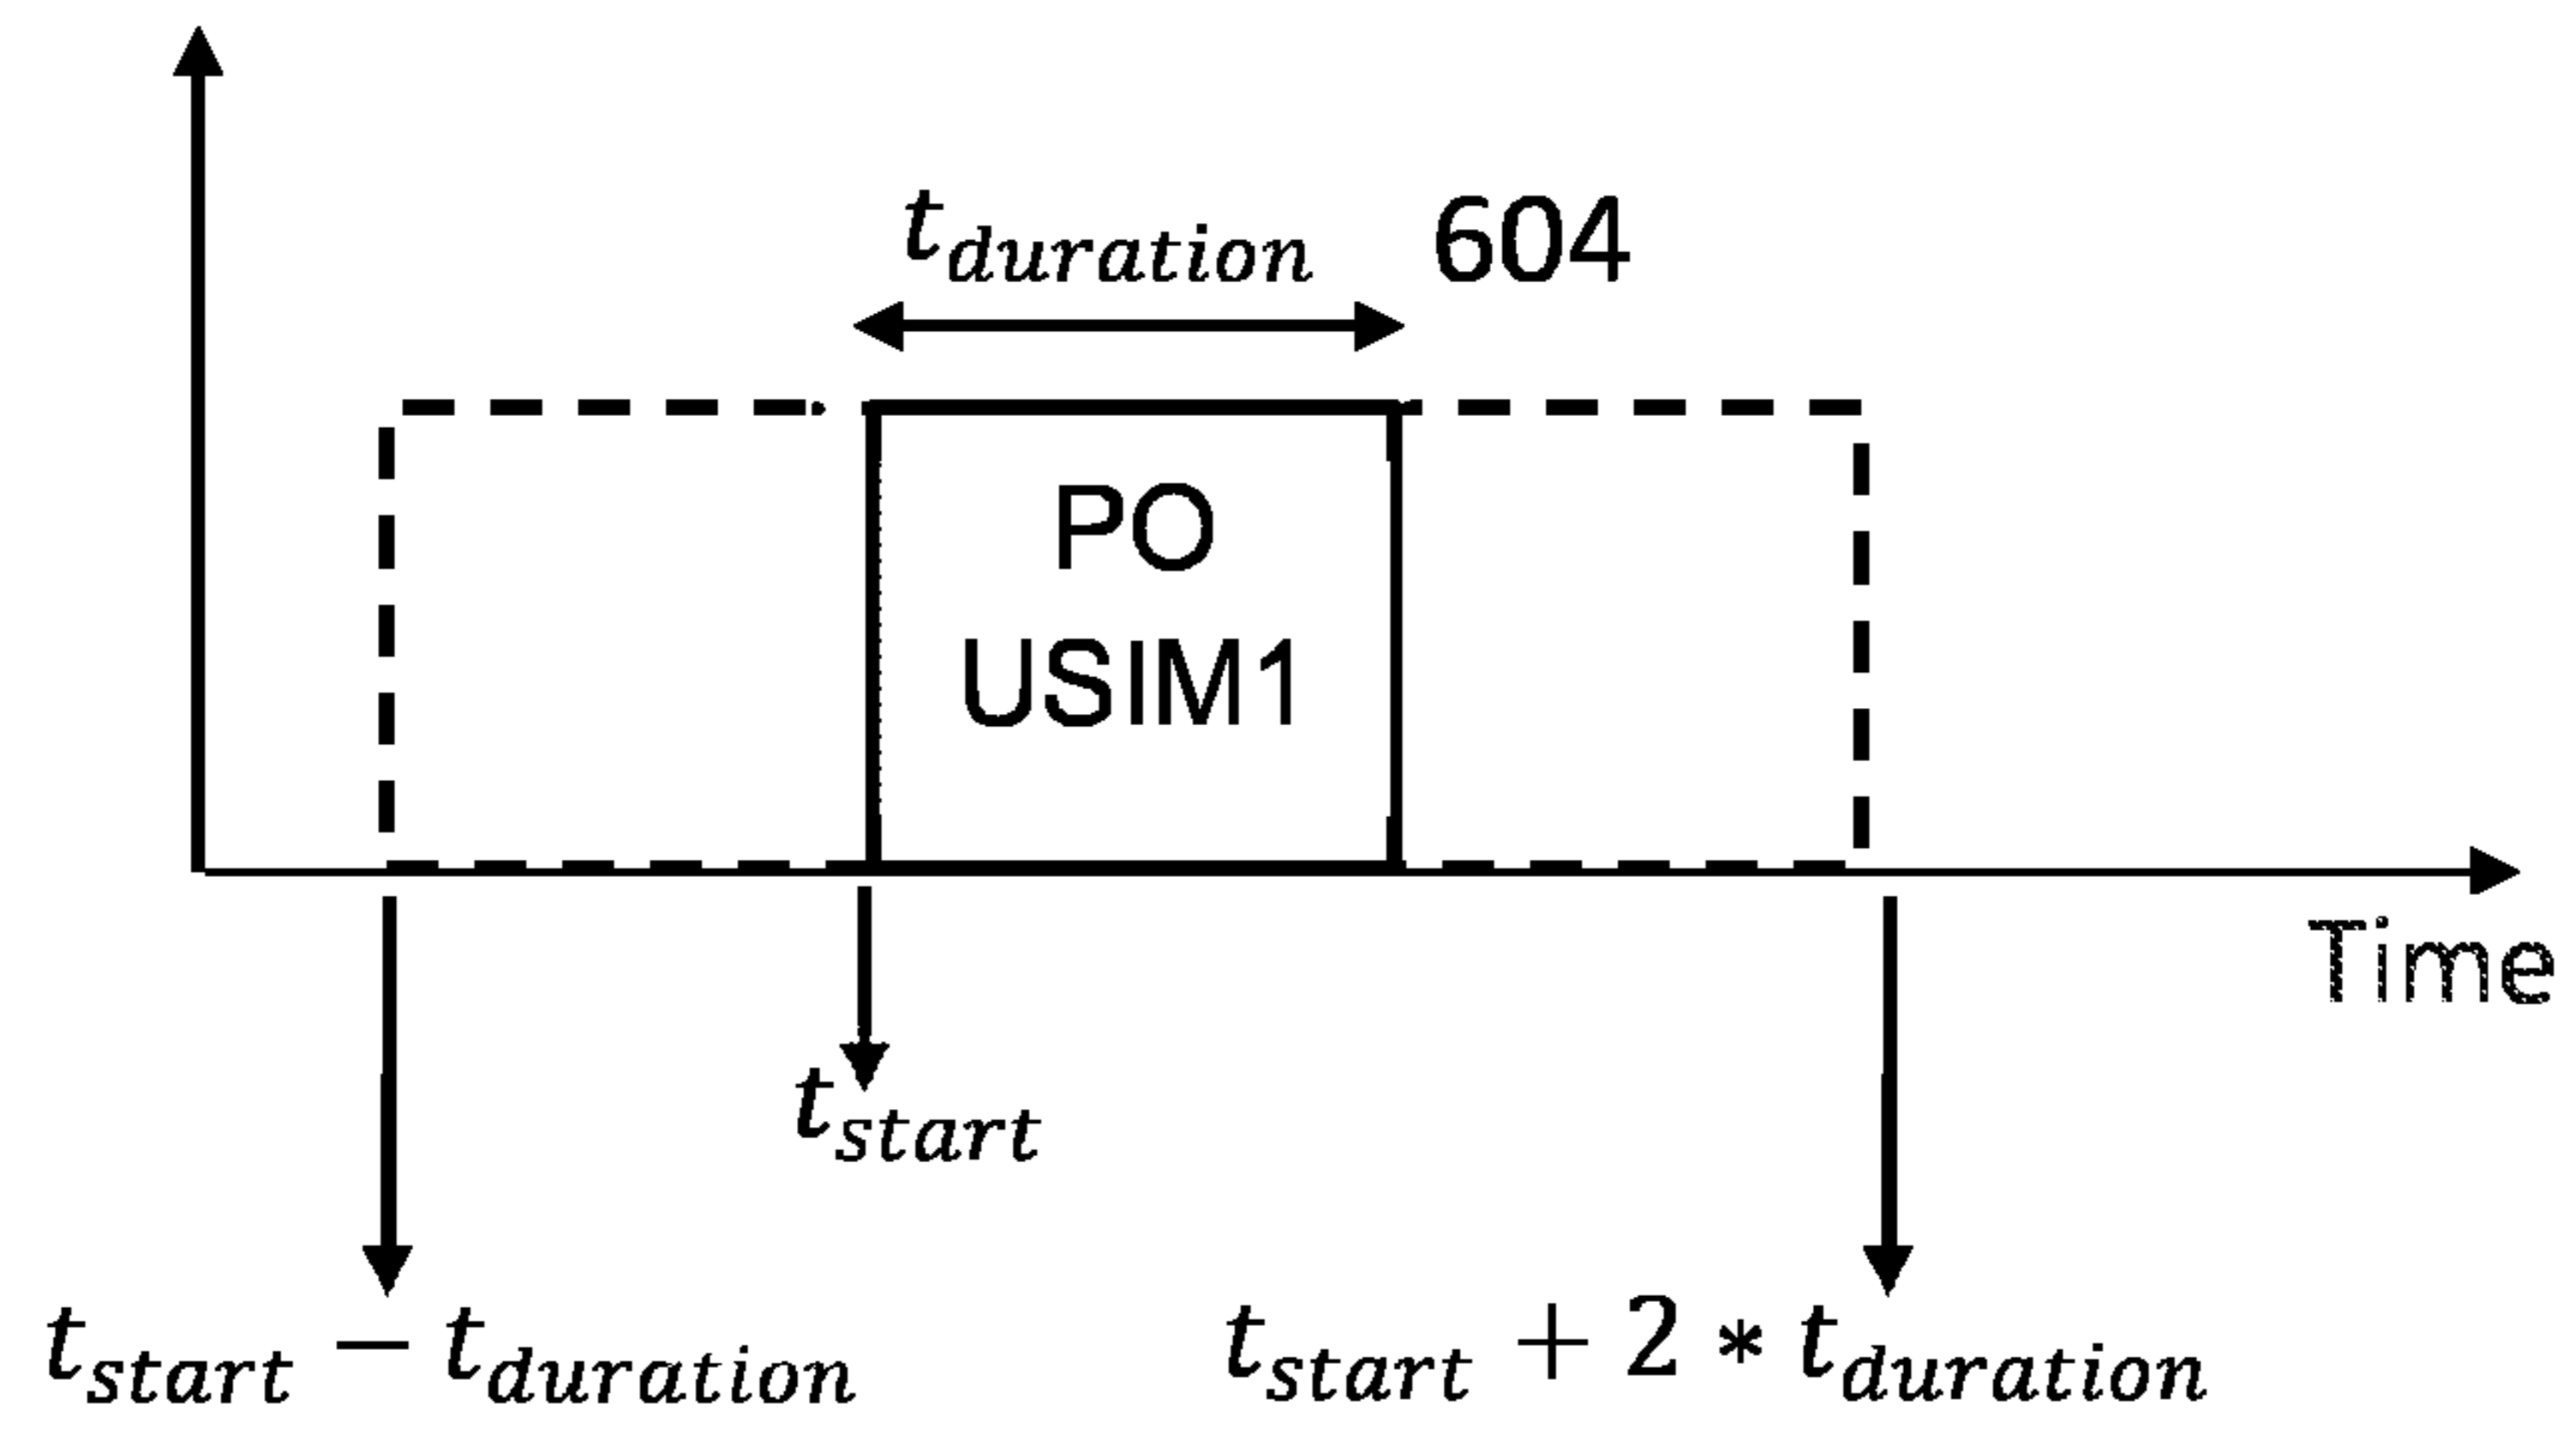 t_duration 604
PO
USIM1
Time
t_start
t_start − t_duration
t_start + 2 * t_duration